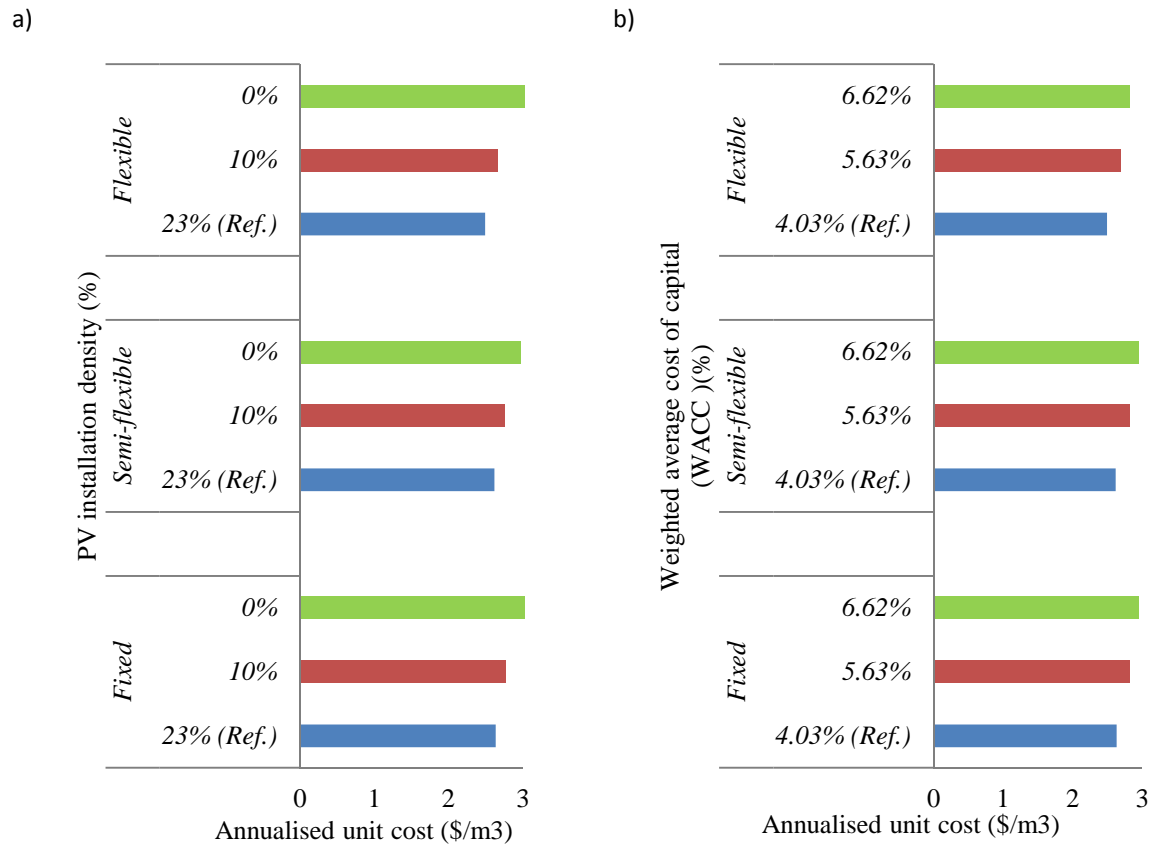 a)
PV installation density (%)
Flexible
0%
10%
23% (Ref.)
Semi-flexible
0%
10%
23% (Ref.)
Fixed
0%
10%
23% (Ref.)
0 1 2 3
Annualised unit cost ($/m3)
b)
Weighted average cost of capital
(WACC )(%)
Flexible
6.62%
5.63%
4.03% (Ref.)
Semi-flexible
6.62%
5.63%
4.03% (Ref.)
Fixed
6.62%
5.63%
4.03% (Ref.)
0 1 2 3
Annualised unit cost ($/m3)